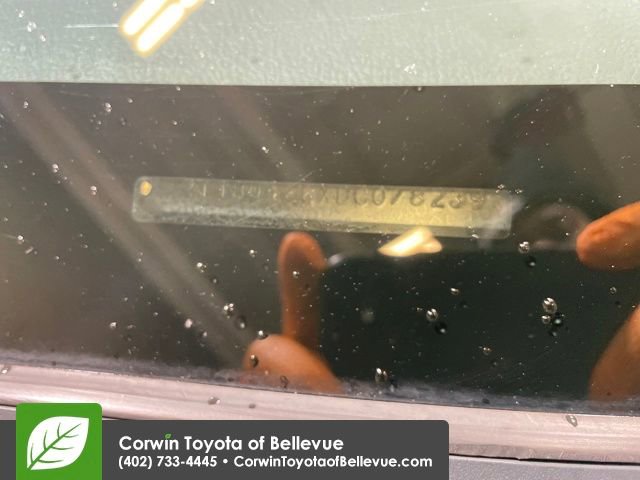 Corwin Toyota of Bellevue
(402) 733-4445 • CorwinToyotaofBellevue.com